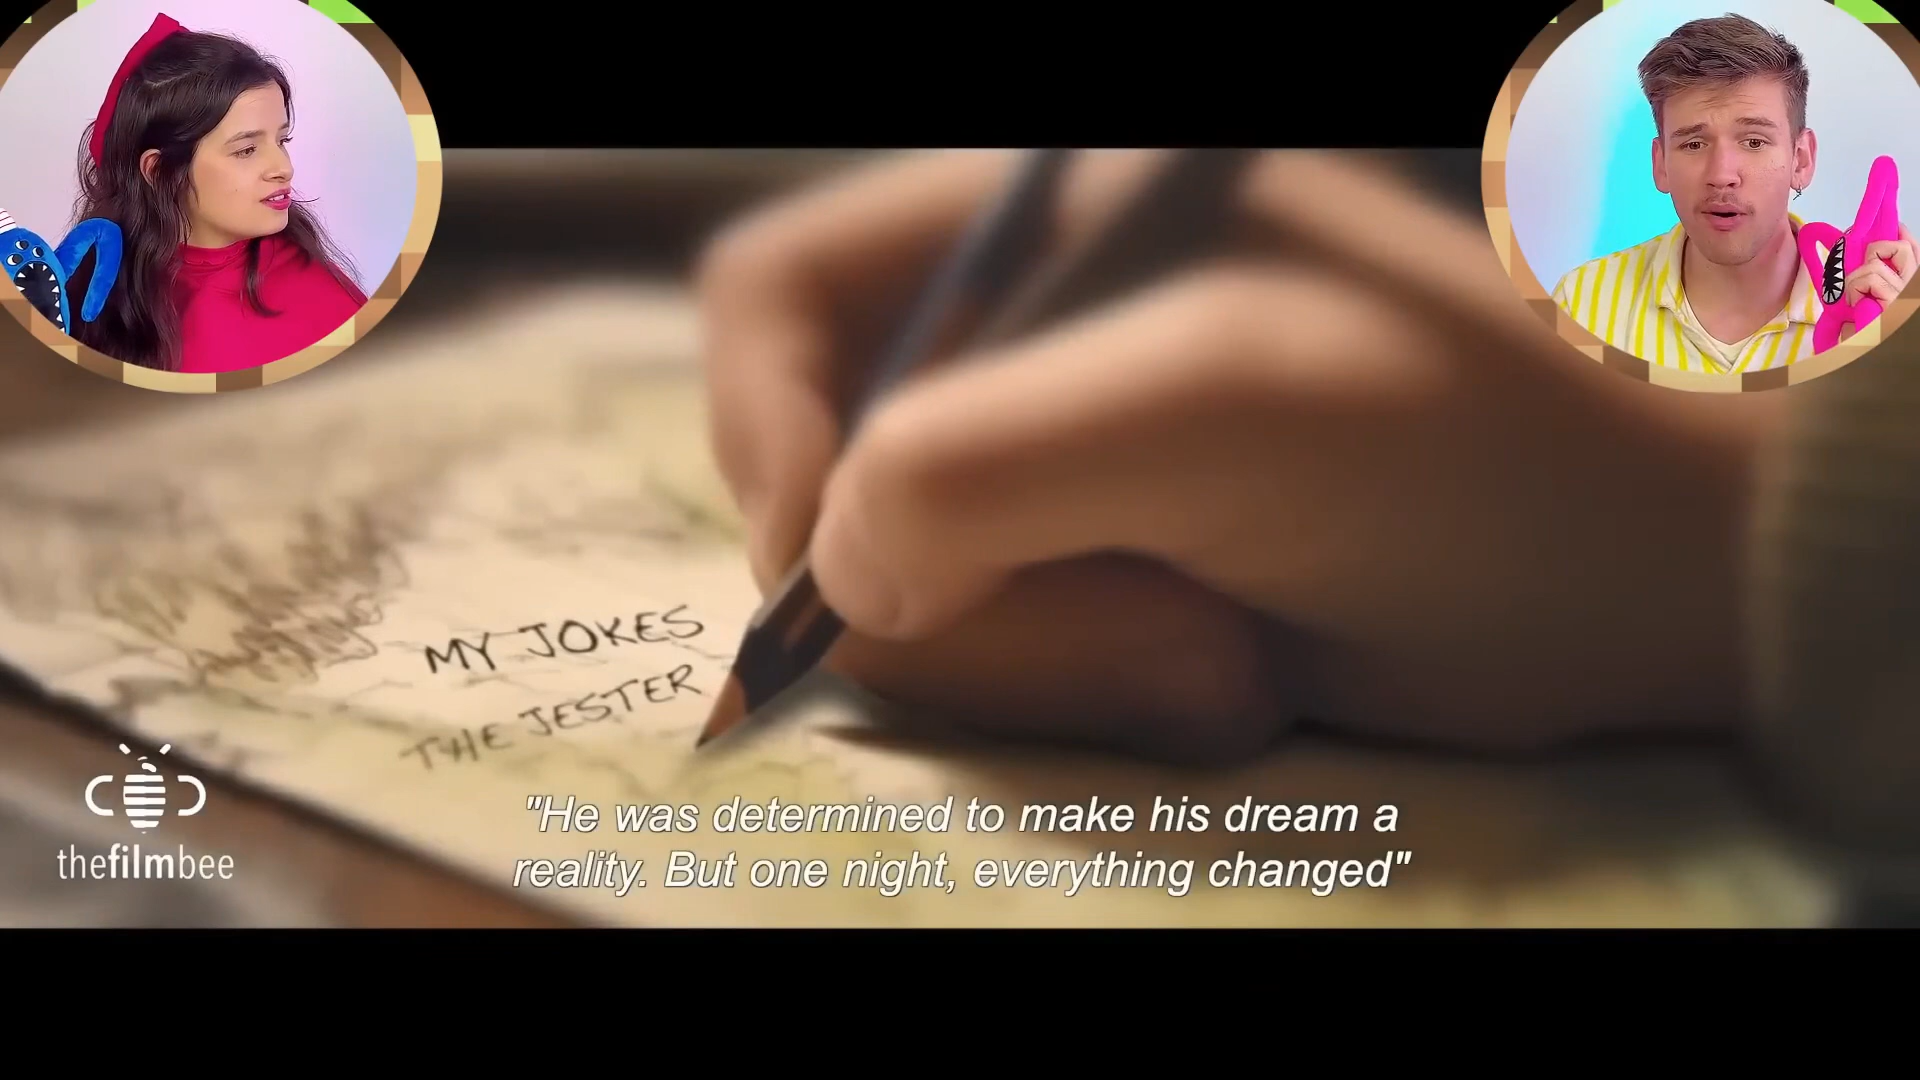 MY JOKES
THE JESTER
"He was determined to make his dream a
reality. But one night, everything changed"
thefilmbee